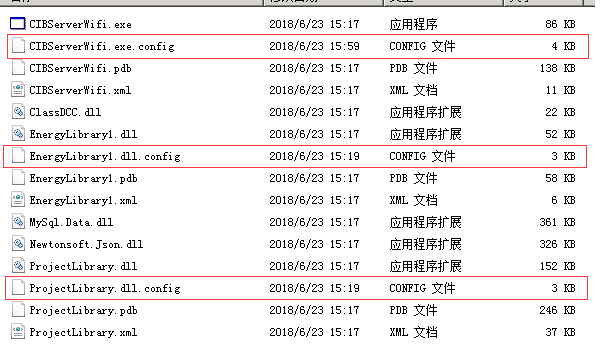 CIBServerWifi.exe 2018/6/23 15:17 应用程序 86 KB
CIBServerWifi.exe.config 2018/6/23 15:59 CONFIG 文件 4 KB
CIBServerWifi.pdb 2018/6/23 15:17 PDB 文件 138 KB
CIBServerWifi.xml 2018/6/23 15:17 XML 文档 11 KB
ClassDCC.dll 2018/6/23 15:17 应用程序扩展 22 KB
EnergyLibrary1.dll 2018/6/23 15:17 应用程序扩展 52 KB
EnergyLibrary1.dll.config 2018/6/23 15:19 CONFIG 文件 3 KB
EnergyLibrary1.pdb 2018/6/23 15:17 PDB 文件 58 KB
EnergyLibrary1.xml 2018/6/23 15:17 XML 文档 6 KB
MySql.Data.dll 2018/6/23 15:17 应用程序扩展 361 KB
Newtonsoft.Json.dll 2018/6/23 15:17 应用程序扩展 326 KB
ProjectLibrary.dll 2018/6/23 15:17 应用程序扩展 152 KB
ProjectLibrary.dll.config 2018/6/23 15:19 CONFIG 文件 3 KB
ProjectLibrary.pdb 2018/6/23 15:17 PDB 文件 246 KB
ProjectLibrary.xml 2018/6/23 15:17 XML 文档 37 KB